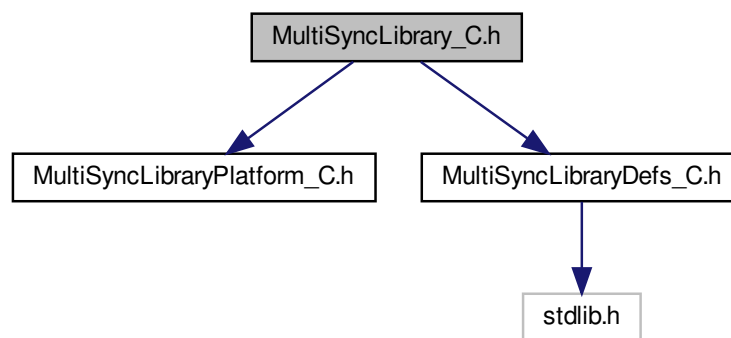 MultiSyncLibrary_C.h
MultiSyncLibraryPlatform_C.h
MultiSyncLibraryDefs_C.h
stdlib.h